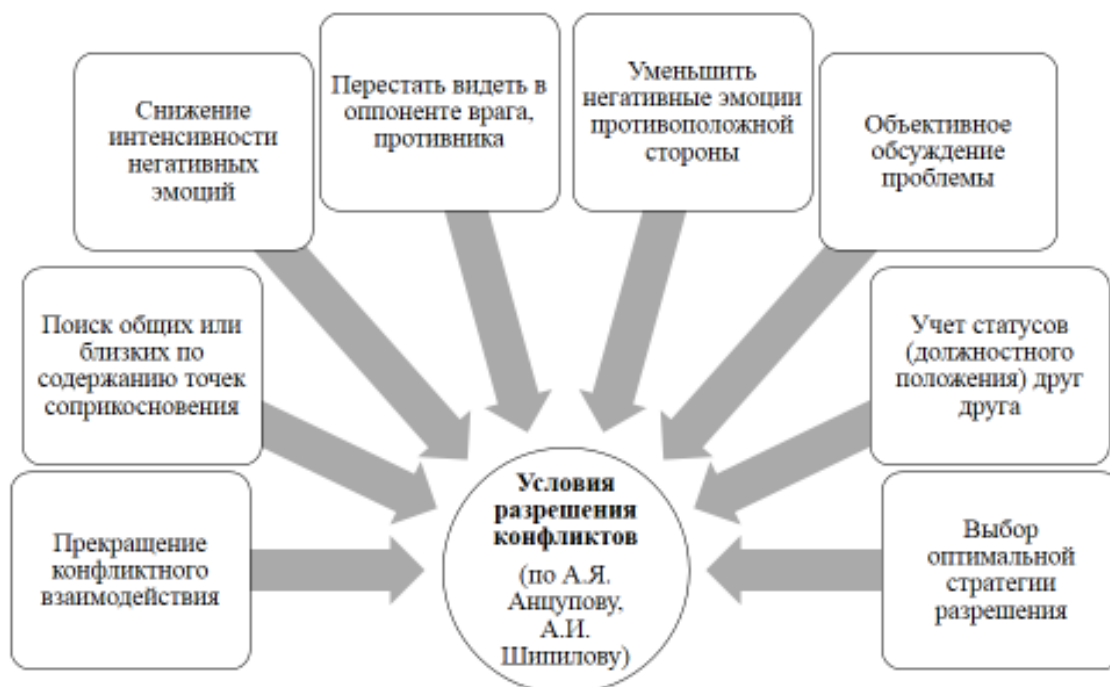 Снижение
интенсивности
негативных
эмоций
Перестать видеть в
оппоненте врага,
противника
Уменьшить
негативные эмоции
противоположной
стороны
Объективное
обсуждение
проблемы
Поиск общих или
близких по
содержанию точек
соприкосновения
Учет статусов
(должностного
положения) друг
друга
Прекращение
конфликтного
взаимодействия
Условия
разрешения
конфликтов
(по А.Я.
Анцупову,
А.И.
Шипилову)
Выбор
оптимальной
стратегии
разрешения